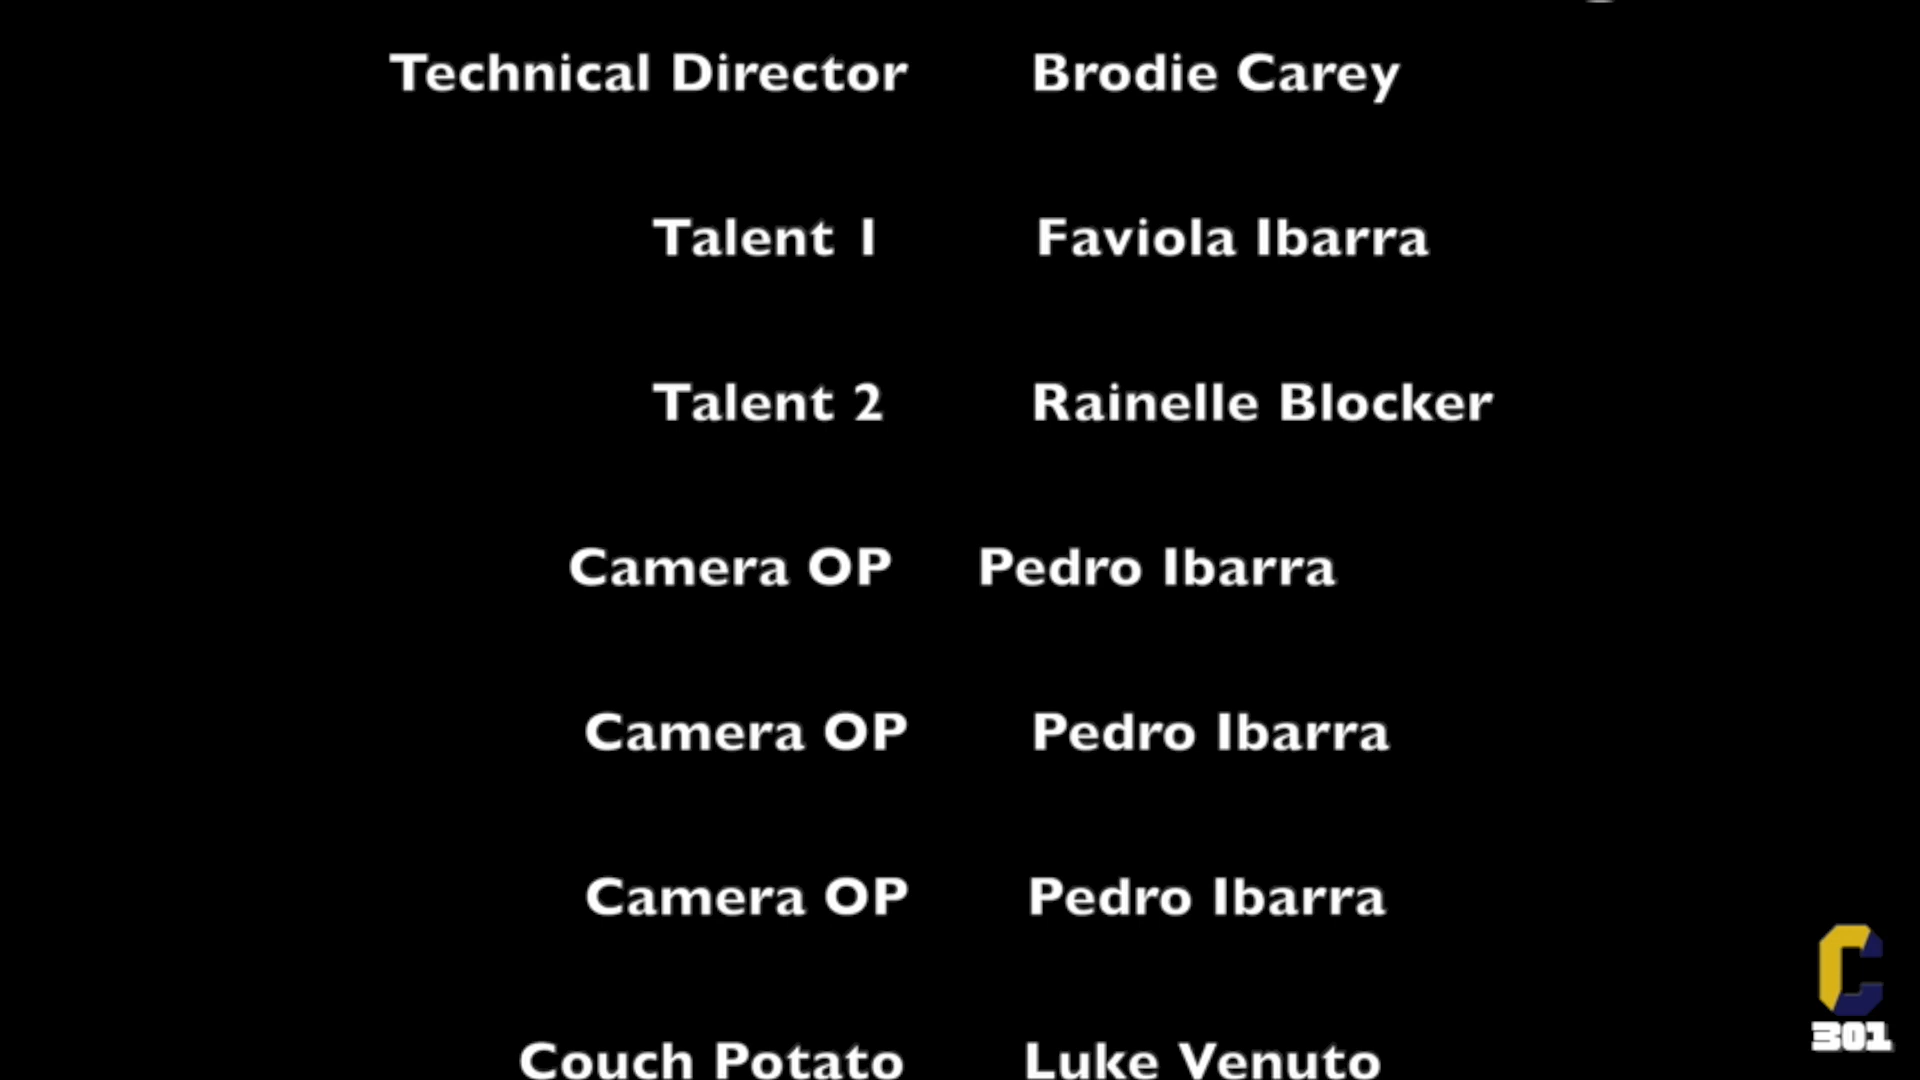 Technical Director Brodie Carey
Talent 1 Faviola Ibarra
Talent 2 Rainelle Blocker
Camera OP Pedro Ibarra
Camera OP Pedro Ibarra
Camera OP Pedro Ibarra
Couch Potato Luke Venuto
C
301